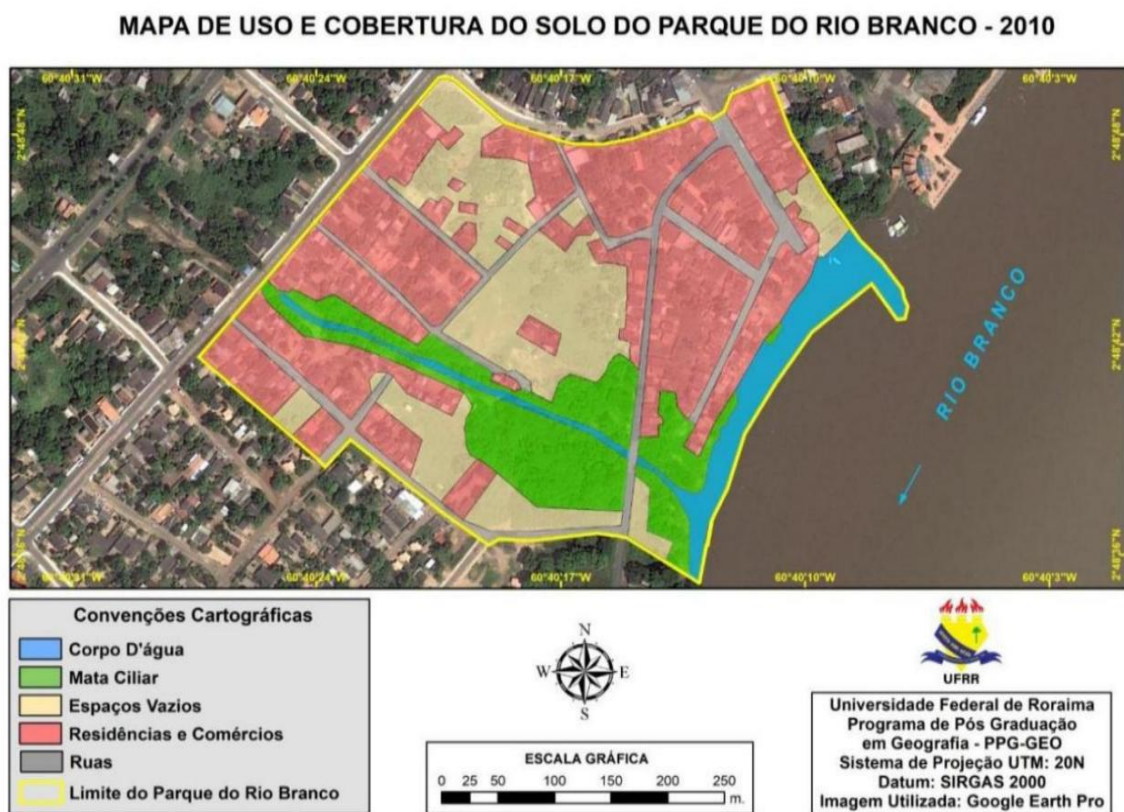 MAPA DE USO E COBERTURA DO SOLO DO PARQUE DO RIO BRANCO - 2010
60°40'31"W 60°40'24"W 60°40'17"W 60°40'10"W 60°40'3"W
2°48'48"N 2°48'48"N
2°48'42"N
RIO BRANCO
2°48'36"N
60°40'31"W 60°40'24"W 60°40'17"W 60°40'10"W 60°40'3"W
Convenções Cartográficas
Corpo D'água
Mata Ciliar
Espaços Vazios
Residências e Comércios
Ruas
Limite do Parque do Rio Branco
N
W E
S
ESCALA GRÁFICA
0 25 50 100 150 200 250
m.
UFRR
Universidade Federal de Roraima
Programa de Pós Graduação
em Geografia - PPG-GEO
Sistema de Projeção UTM: 20N
Datum: SIRGAS 2000
Imagem Utilizada: Google Earth Pro